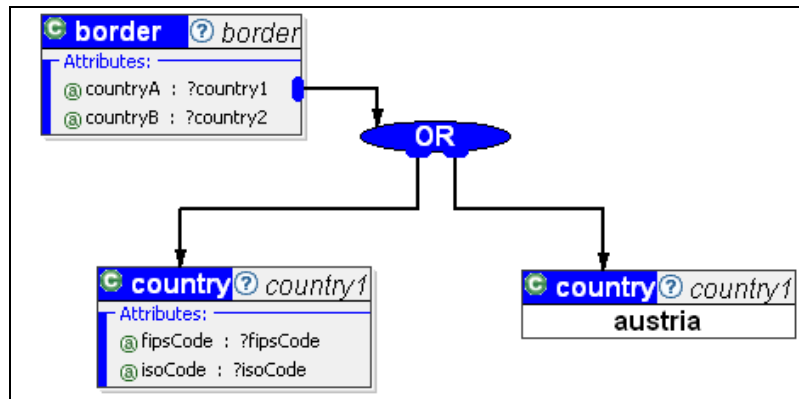 C border ? border
Attributes:
@ countryA : ?country1
@ countryB : ?country2
OR
C country ? country1
Attributes:
@ fipsCode : ?fipsCode
@ isoCode : ?isoCode
C country ? country1
austria